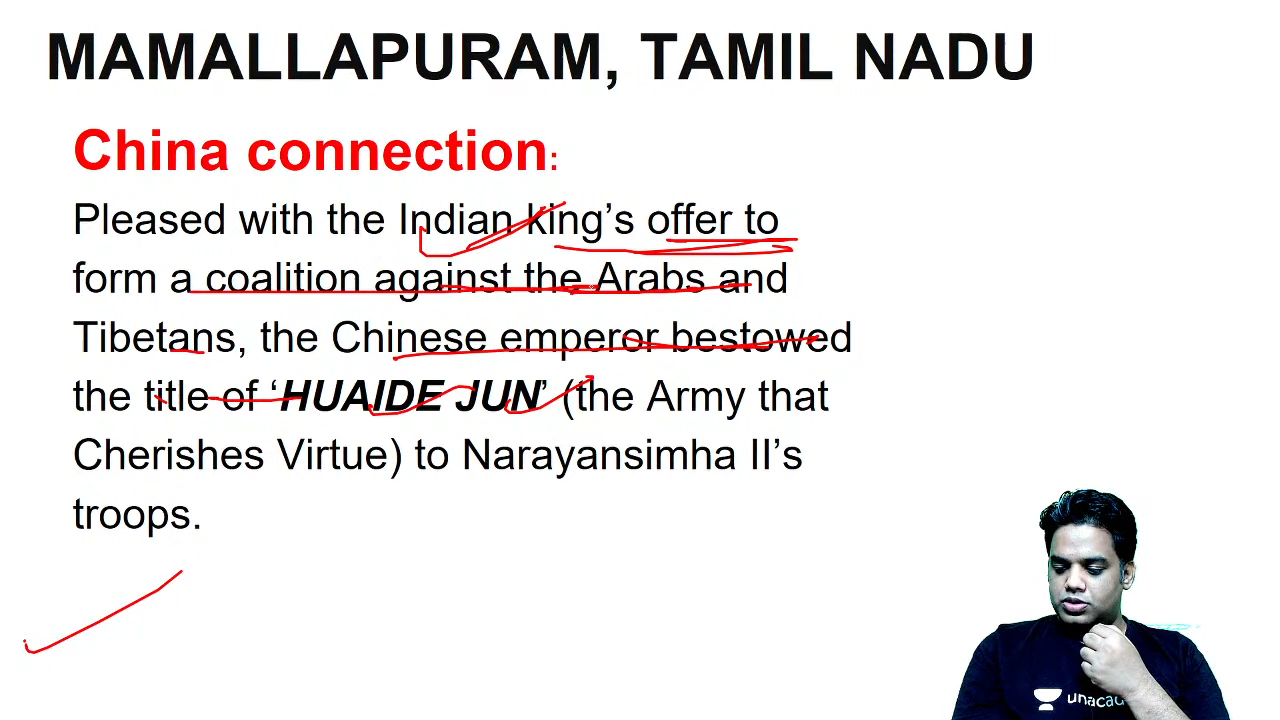 MAMALLAPURAM, TAMIL NADU
China connection:
Pleased with the Indian king’s offer to
form a coalition against the Arabs and
Tibetans, the Chinese emperor bestowed
the title of ‘HUAIDE JUN’ (the Army that
Cherishes Virtue) to Narayansimha II’s
troops.